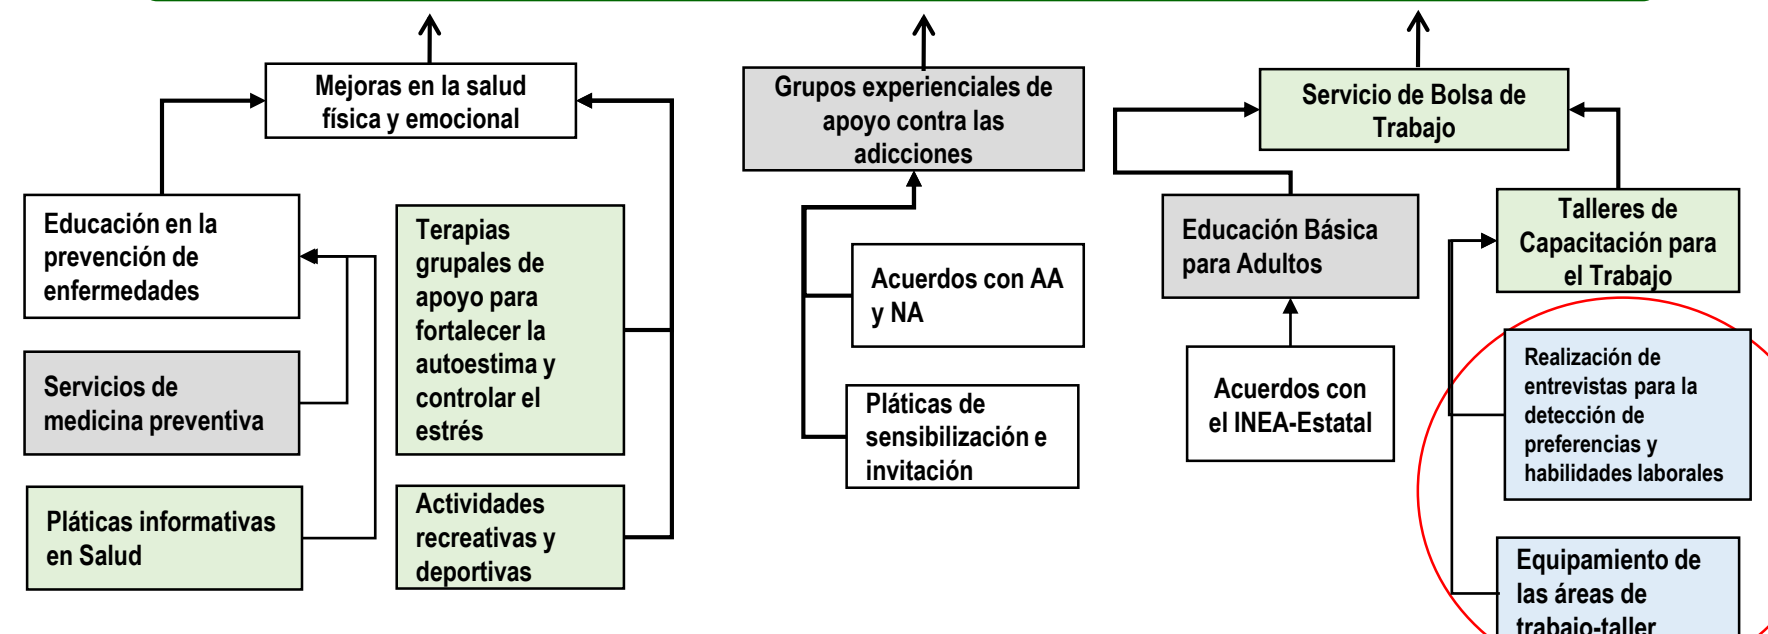 Mejoras en la salud
física y emocional
Educación en la
prevención de
enfermedades
Servicios de
medicina preventiva
Pláticas informativas
en Salud
Terapias
grupales de
apoyo para
fortalecer la
autoestima y
controlar el
estrés
Actividades
recreativas y
deportivas
Grupos experienciales de
apoyo contra las
adicciones
Acuerdos con AA
y NA
Pláticas de
sensibilización e
invitación
Servicio de Bolsa de
Trabajo
Educación Básica
para Adultos
Acuerdos con
el INEA-Estatal
Talleres de
Capacitación para
el Trabajo
Realización de
entrevistas para la
detección de
preferencias y
habilidades laborales
Equipamiento de
las áreas de
trabajo-taller